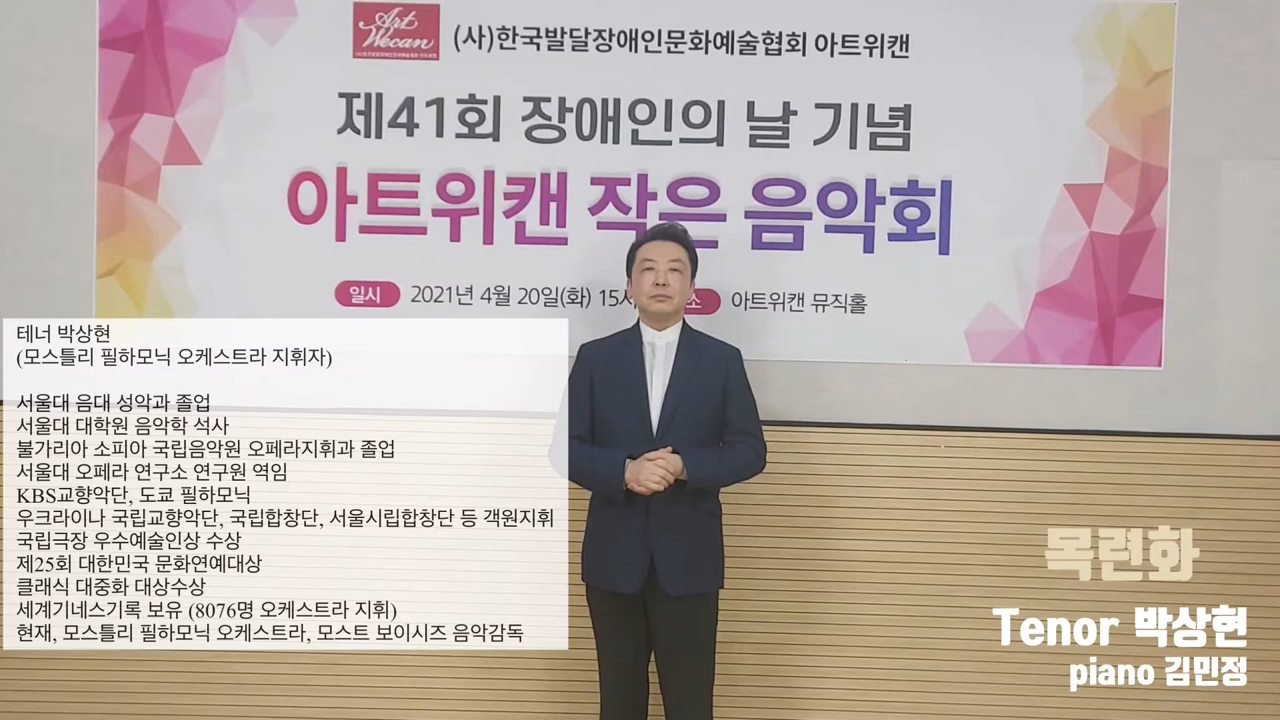 Art
Wecan
(사)한국발달장애인문화예술협회 아트위캔
제41회 장애인의 날 기념
아트위캔 작은 음악회
일시 2021년 4월 20일(화) 15시 소 아트위캔 뮤직홀
테너 박상현
(모스틀리 필하모닉 오케스트라 지휘자)
서울대 음대 성악과 졸업
서울대 대학원 음악학 석사
불가리아 소피아 국립음악원 오페라지휘과 졸업
서울대 오페라 연구소 연구원 역임
KBS교향악단, 도쿄 필하모닉
우크라이나 국립교향악단, 국립합창단, 서울시립합창단 등 객원지휘
국립극장 우수예술인상 수상
제25회 대한민국 문화연예대상
클래식 대중화 대상수상
세계기네스기록 보유 (8076명 오케스트라 지휘)
현재, 모스틀리 필하모닉 오케스트라, 모스트 보이시즈 음악감독
목련화
Tenor 박상현
piano 김민정